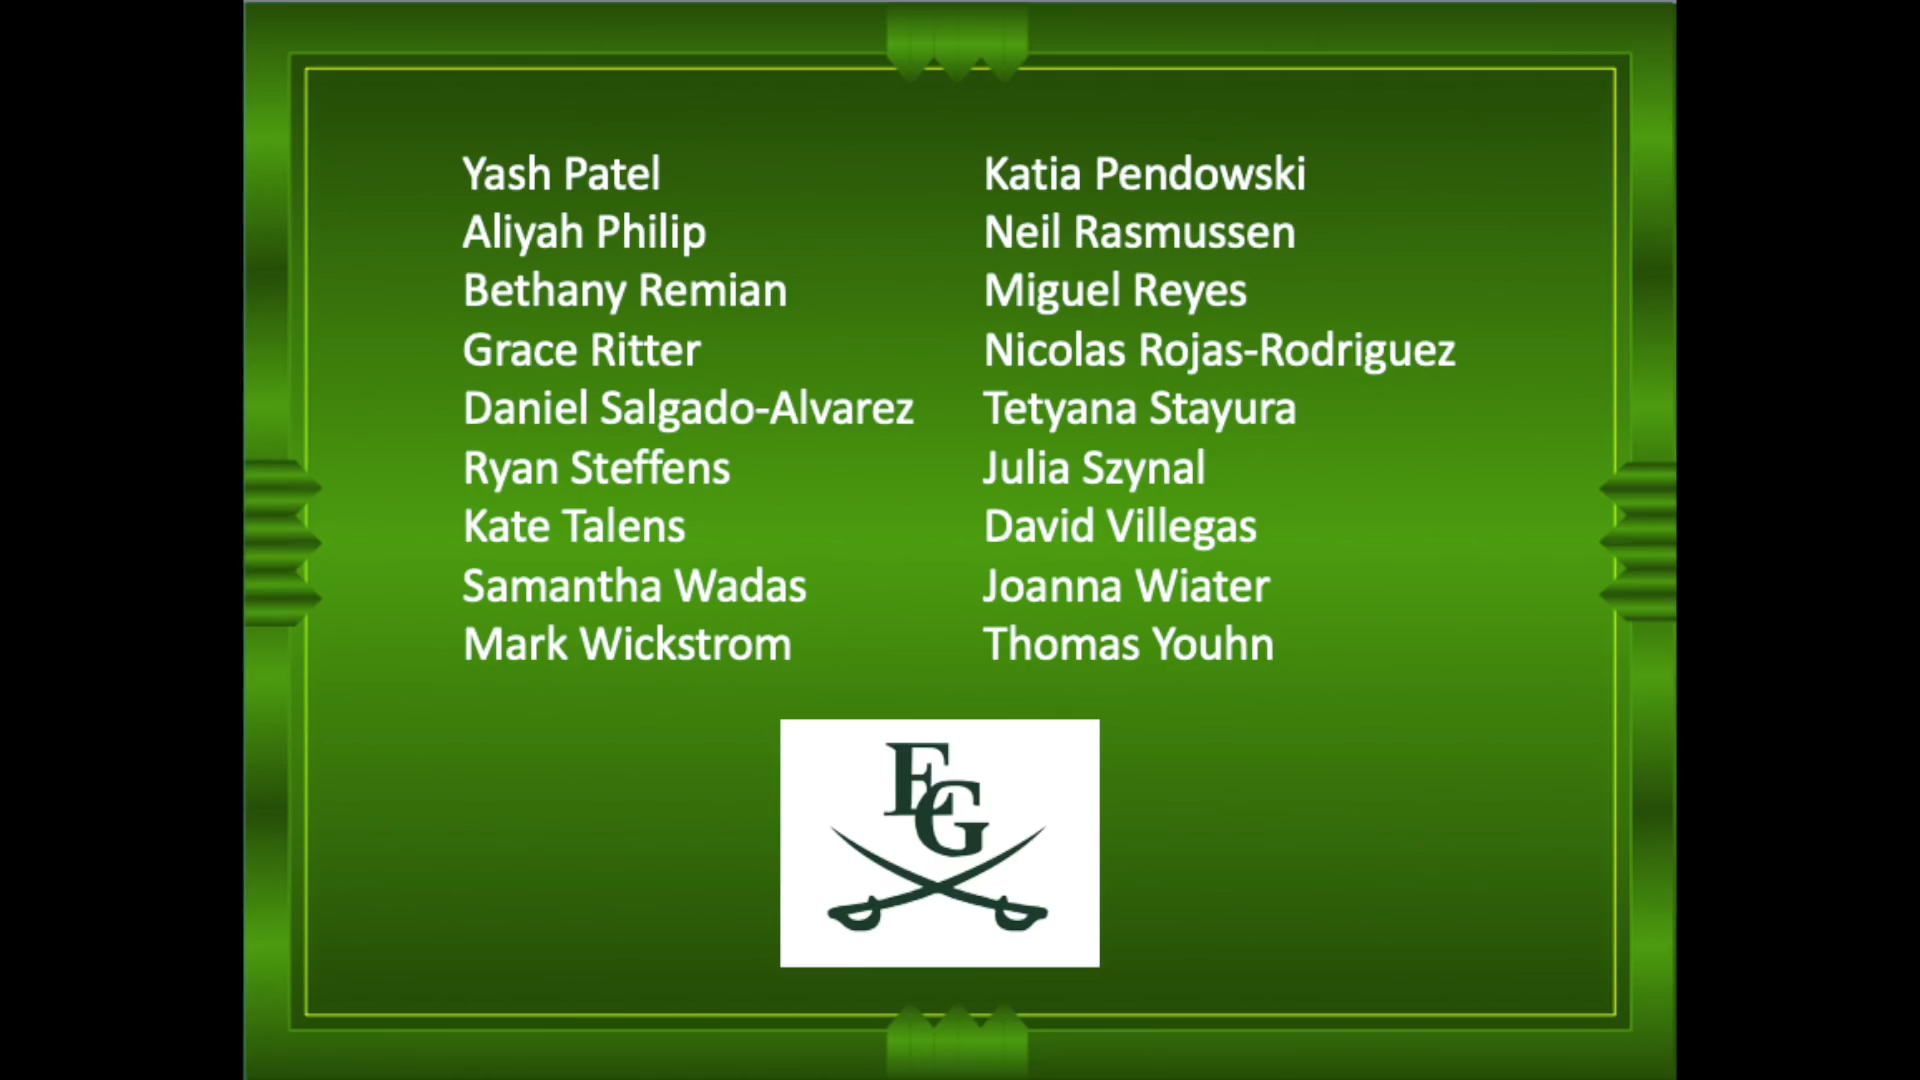 Yash Patel
Aliyah Philip
Bethany Remian
Grace Ritter
Daniel Salgado-Alvarez
Ryan Steffens
Kate Talens
Samantha Wadas
Mark Wickstrom
Katia Pendowski
Neil Rasmussen
Miguel Reyes
Nicolas Rojas-Rodriguez
Tetyana Stayura
Julia Szynal
David Villegas
Joanna Wiater
Thomas Youhn
EG